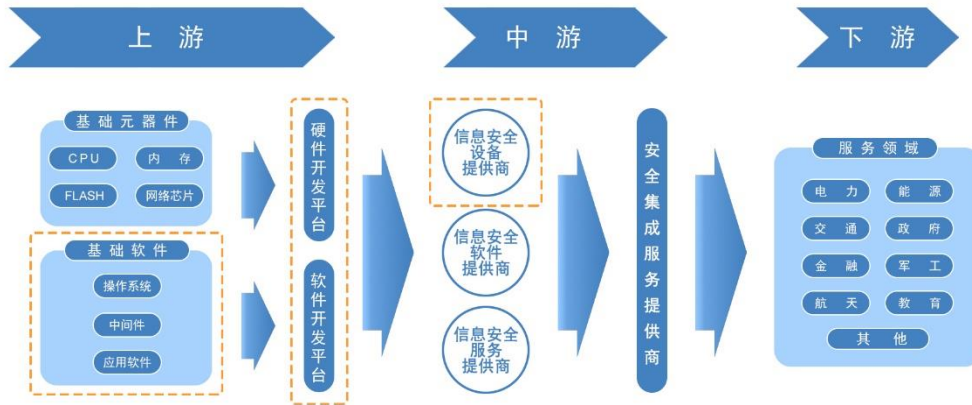 上 游
中 游
下 游
基础元器件
CPU
内 存
FLASH
网络芯片
基础软件
操作系统
中间件
应用软件
硬件开发平台
软件开发平台
信息安全
设备
提供商
信息安全
软件
提供商
信息安全
服务
提供商
安全集成服务提供商
服务领域
电 力
能 源
交 通
政 府
金 融
军 工
航 天
教 育
其 他